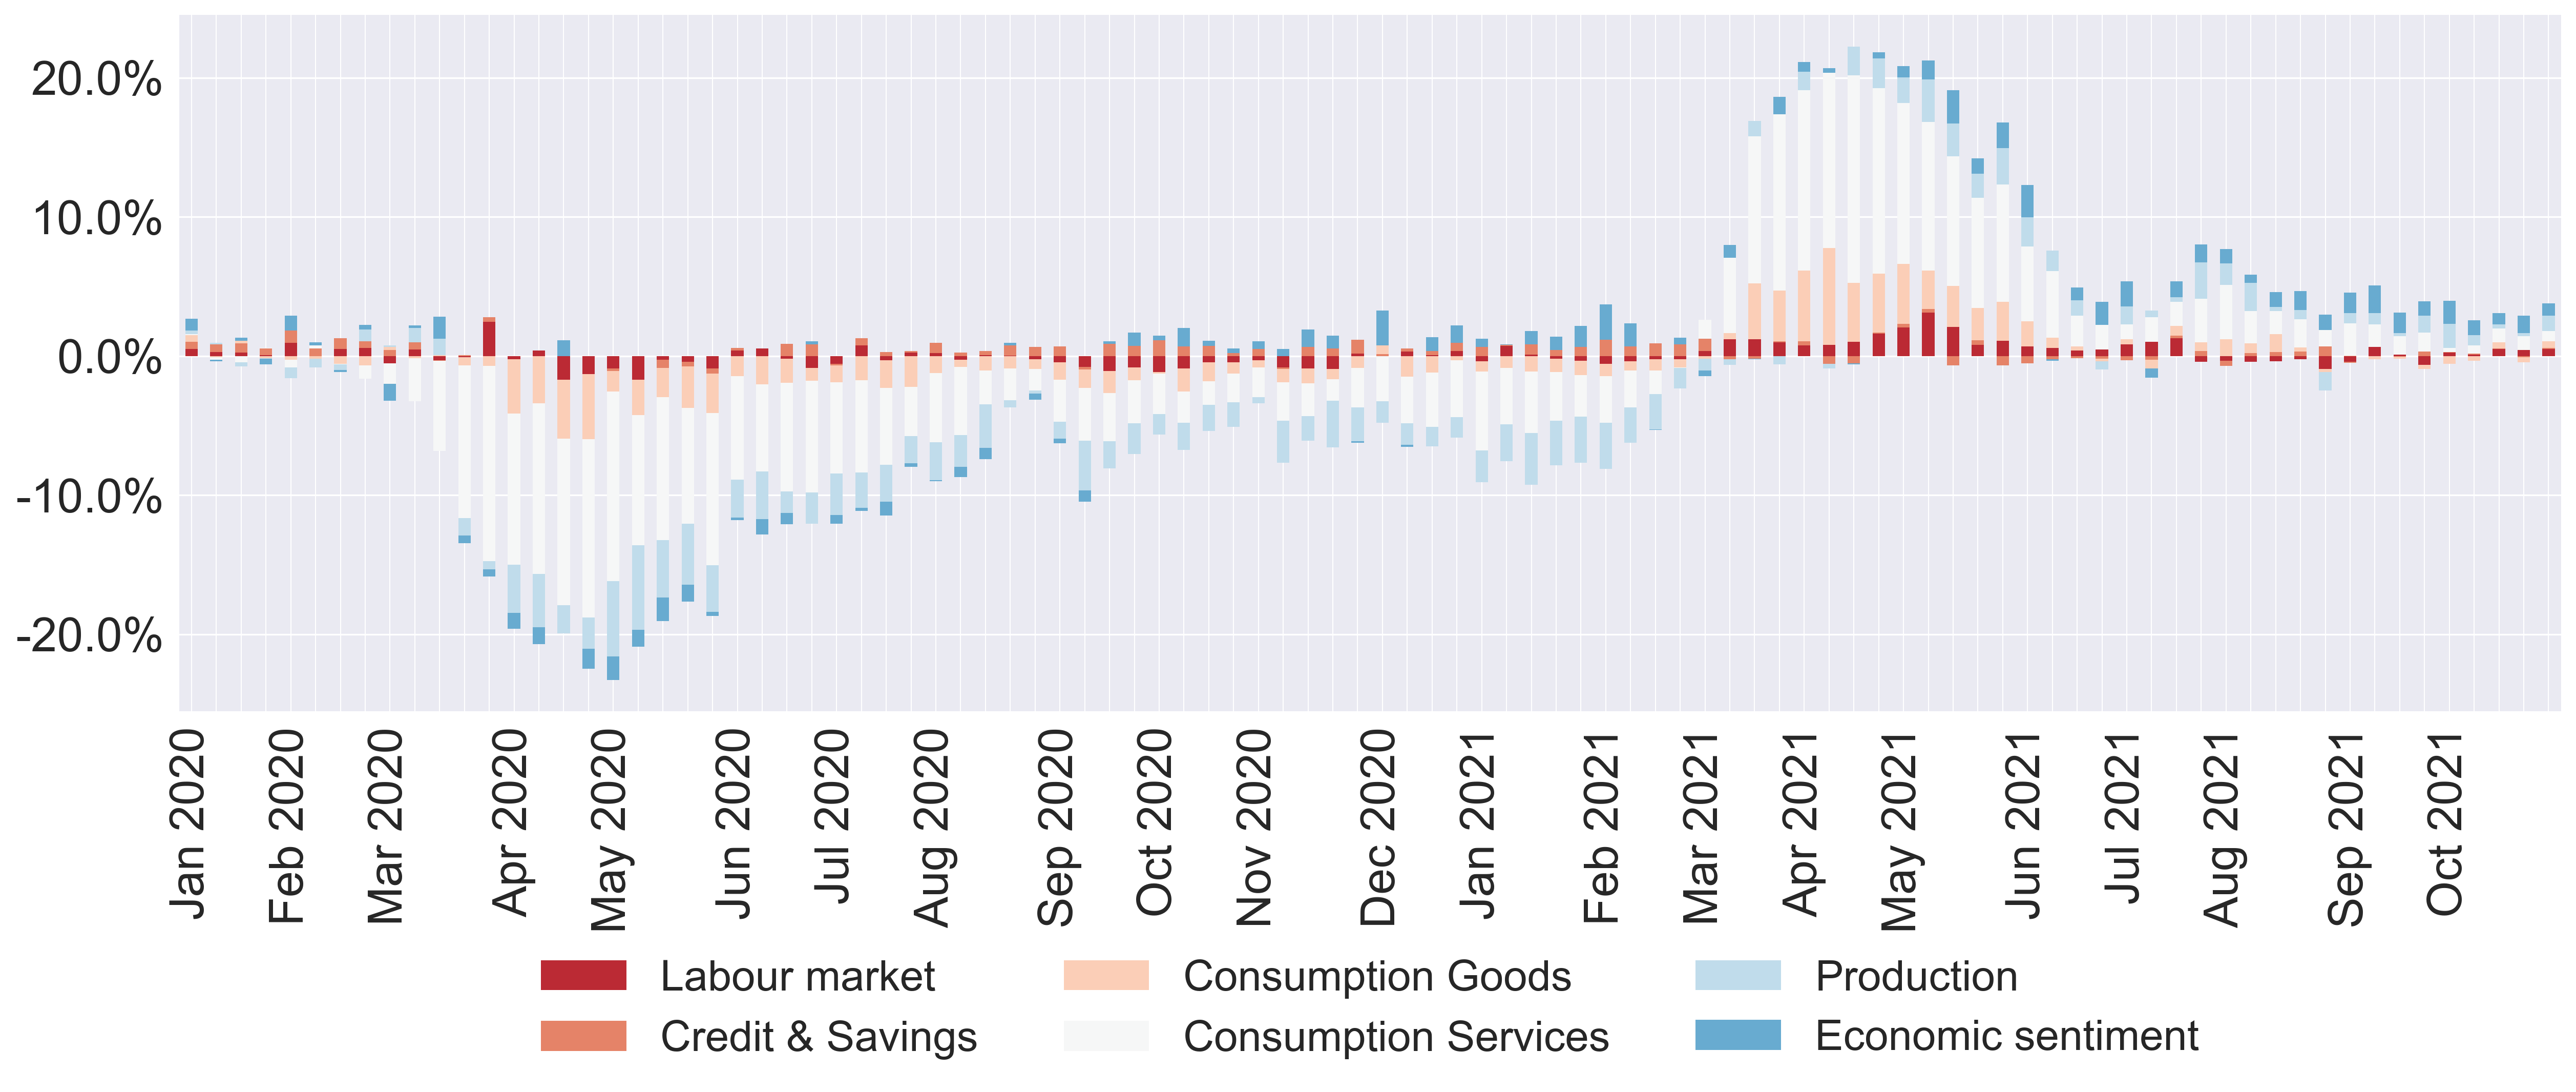 20.0%
10.0%
0.0%
-10.0%
-20.0%
Jan 2020
Feb 2020
Mar 2020
Apr 2020
May 2020
Jun 2020
Jul 2020
Aug 2020
Sep 2020
Oct 2020
Nov 2020
Dec 2020
Jan 2021
Feb 2021
Mar 2021
Apr 2021
May 2021
Jun 2021
Jul 2021
Aug 2021
Sep 2021
Oct 2021
Labour market
Consumption Goods
Production
Credit & Savings
Consumption Services
Economic sentiment